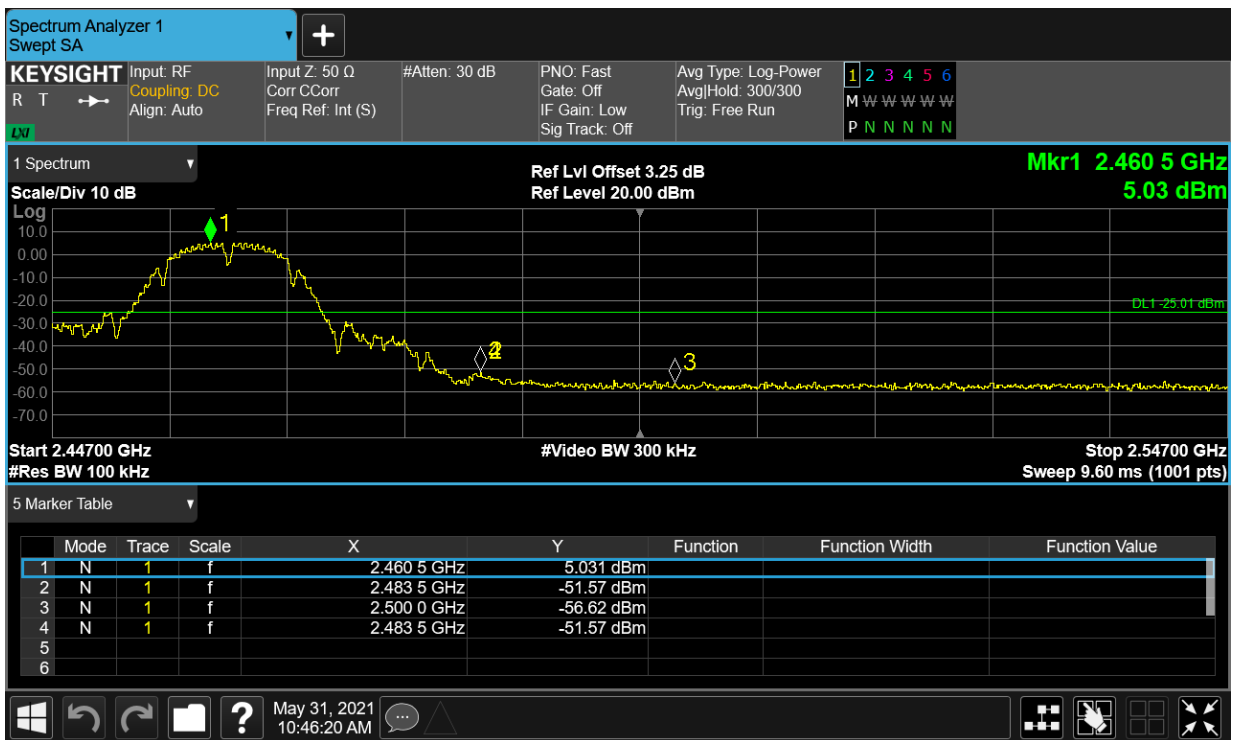 Spectrum Analyzer 1
Swept SA
KEYSIGHT
R T
LXI
Input: RF
Coupling: DC
Align: Auto
Input Z: 50 Ω
Corr CCorr
Freq Ref: Int (S)
#Atten: 30 dB
PNO: Fast
Gate: Off
IF Gain: Low
Sig Track: Off
Avg Type: Log-Power
Avg|Hold: 300/300
Trig: Free Run
1 2 3 4 5 6
M W W W W W
P N N N N N
1 Spectrum
Scale/Div 10 dB
Ref Lvl Offset 3.25 dB
Ref Level 20.00 dBm
Mkr1 2.460 5 GHz
5.03 dBm
Log
10.0
0.00
-10.0
-20.0
-30.0
-40.0
-50.0
-60.0
-70.0
1
3
DL1 -25.01 dBm
Start 2.44700 GHz
#Res BW 100 kHz
#Video BW 300 kHz
Stop 2.54700 GHz
Sweep 9.60 ms (1001 pts)
5 Marker Table
Mode Trace Scale X Y Function Function Width Function Value
1 N 1 f 2.460 5 GHz 5.031 dBm
2 N 1 f 2.483 5 GHz -51.57 dBm
3 N 1 f 2.500 0 GHz -56.62 dBm
4 N 1 f 2.483 5 GHz -51.57 dBm
5
6
?
May 31, 2021
10:46:20 AM